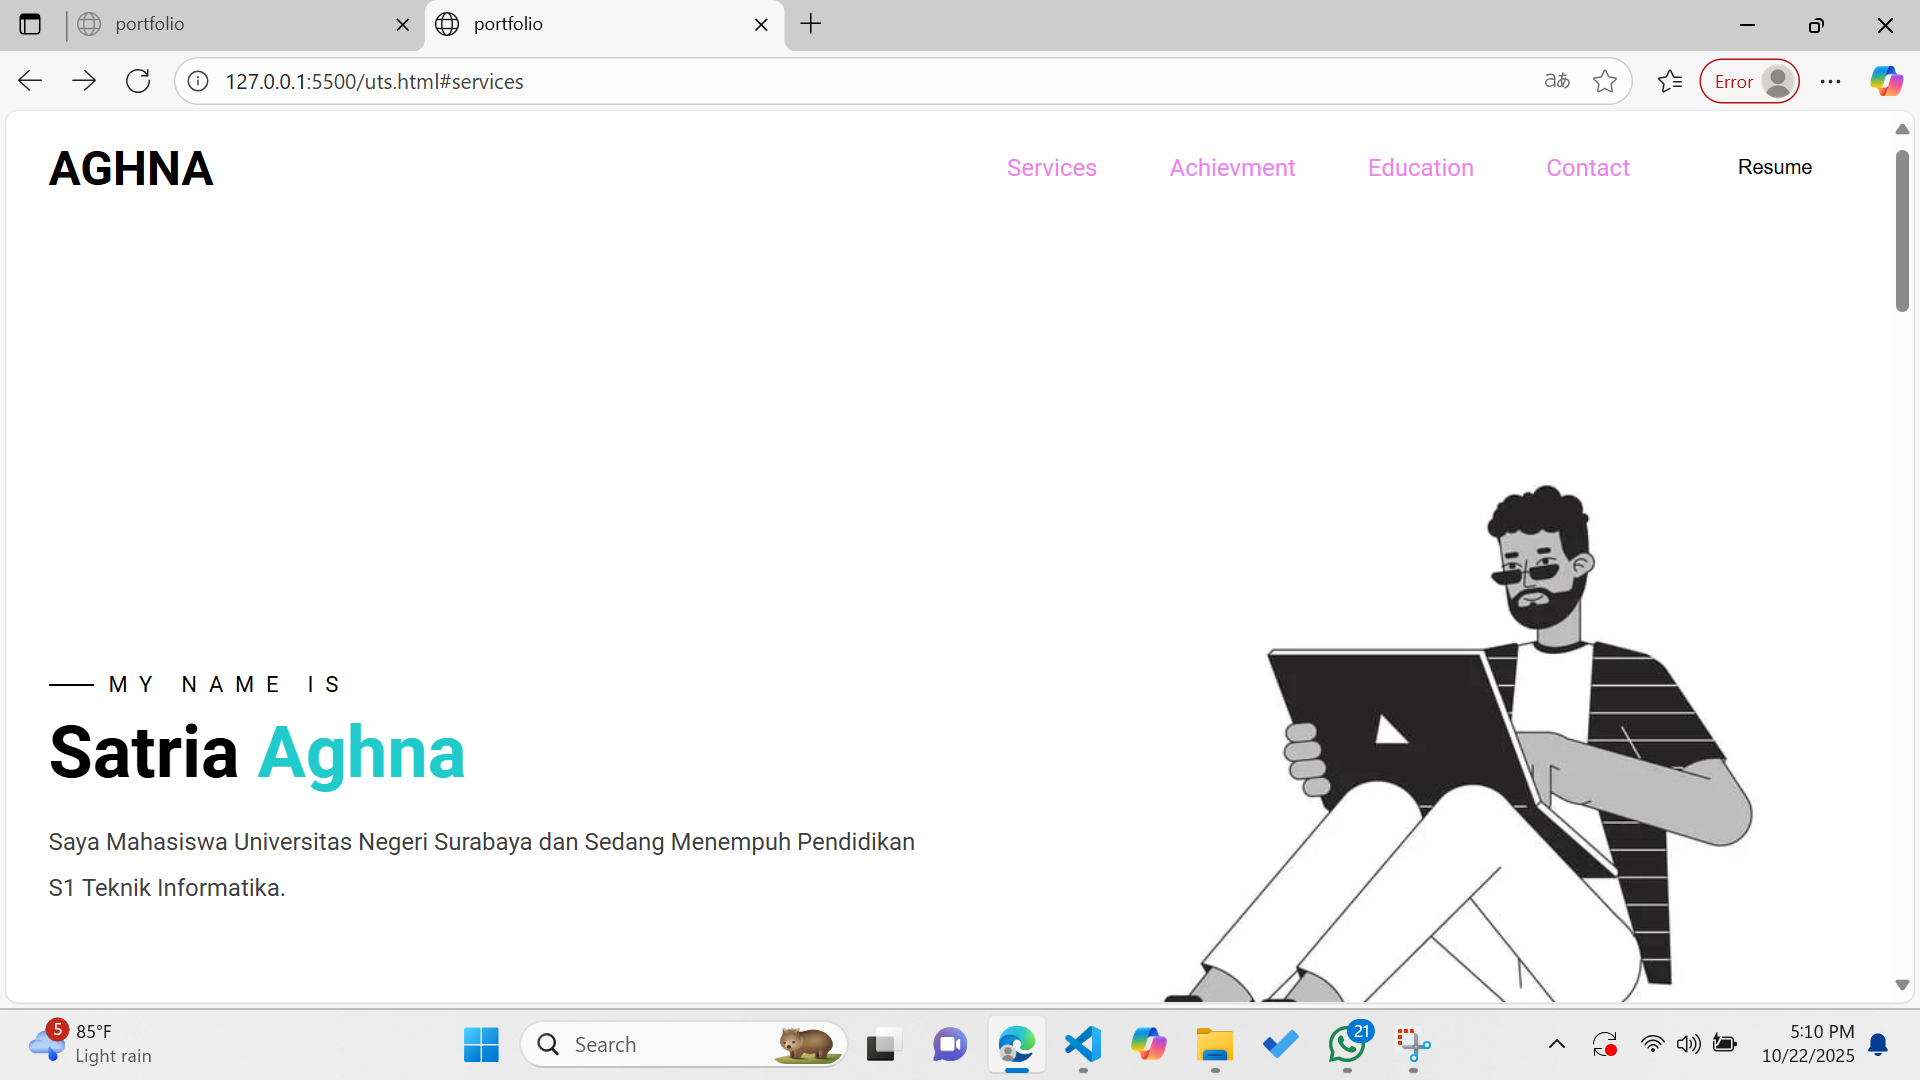 portfolio
portfolio
127.0.0.1:5500/uts.html#services
aあ
Error
AGHNA
Services
Achievment
Education
Contact
Resume
MY NAME IS
Satria Aghna
Saya Mahasiswa Universitas Negeri Surabaya dan Sedang Menempuh Pendidikan
S1 Teknik Informatika.
5
85°F
Light rain
Search
21
5:10 PM
10/22/2025